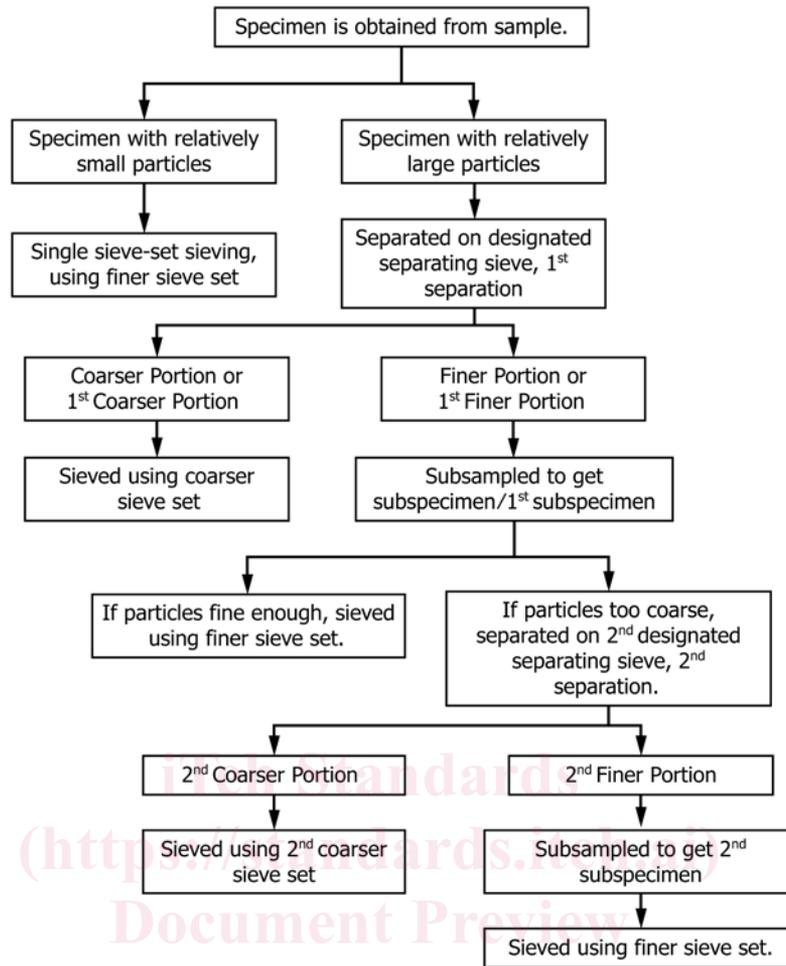 Specimen is obtained from sample.
Specimen with relatively
small particles
Specimen with relatively
large particles
Single sieve-set sieving,
using finer sieve set
Separated on designated
separating sieve, 1st
separation
Coarser Portion or
1st Coarser Portion
Finer Portion or
1st Finer Portion
Sieved using coarser
sieve set
Subsampled to get
subspecimen/1st subspecimen
If particles fine enough, sieved
using finer sieve set.
If particles too coarse,
separated on 2nd designated
separating sieve, 2nd
separation.
iTeh Standards
2nd Coarser Portion
2nd Finer Portion
(https://standards.iteh.ai)
Sieved using 2nd coarser
sieve set
Subsampled to get 2nd
subspecimen
Document Preview
Sieved using finer sieve set.